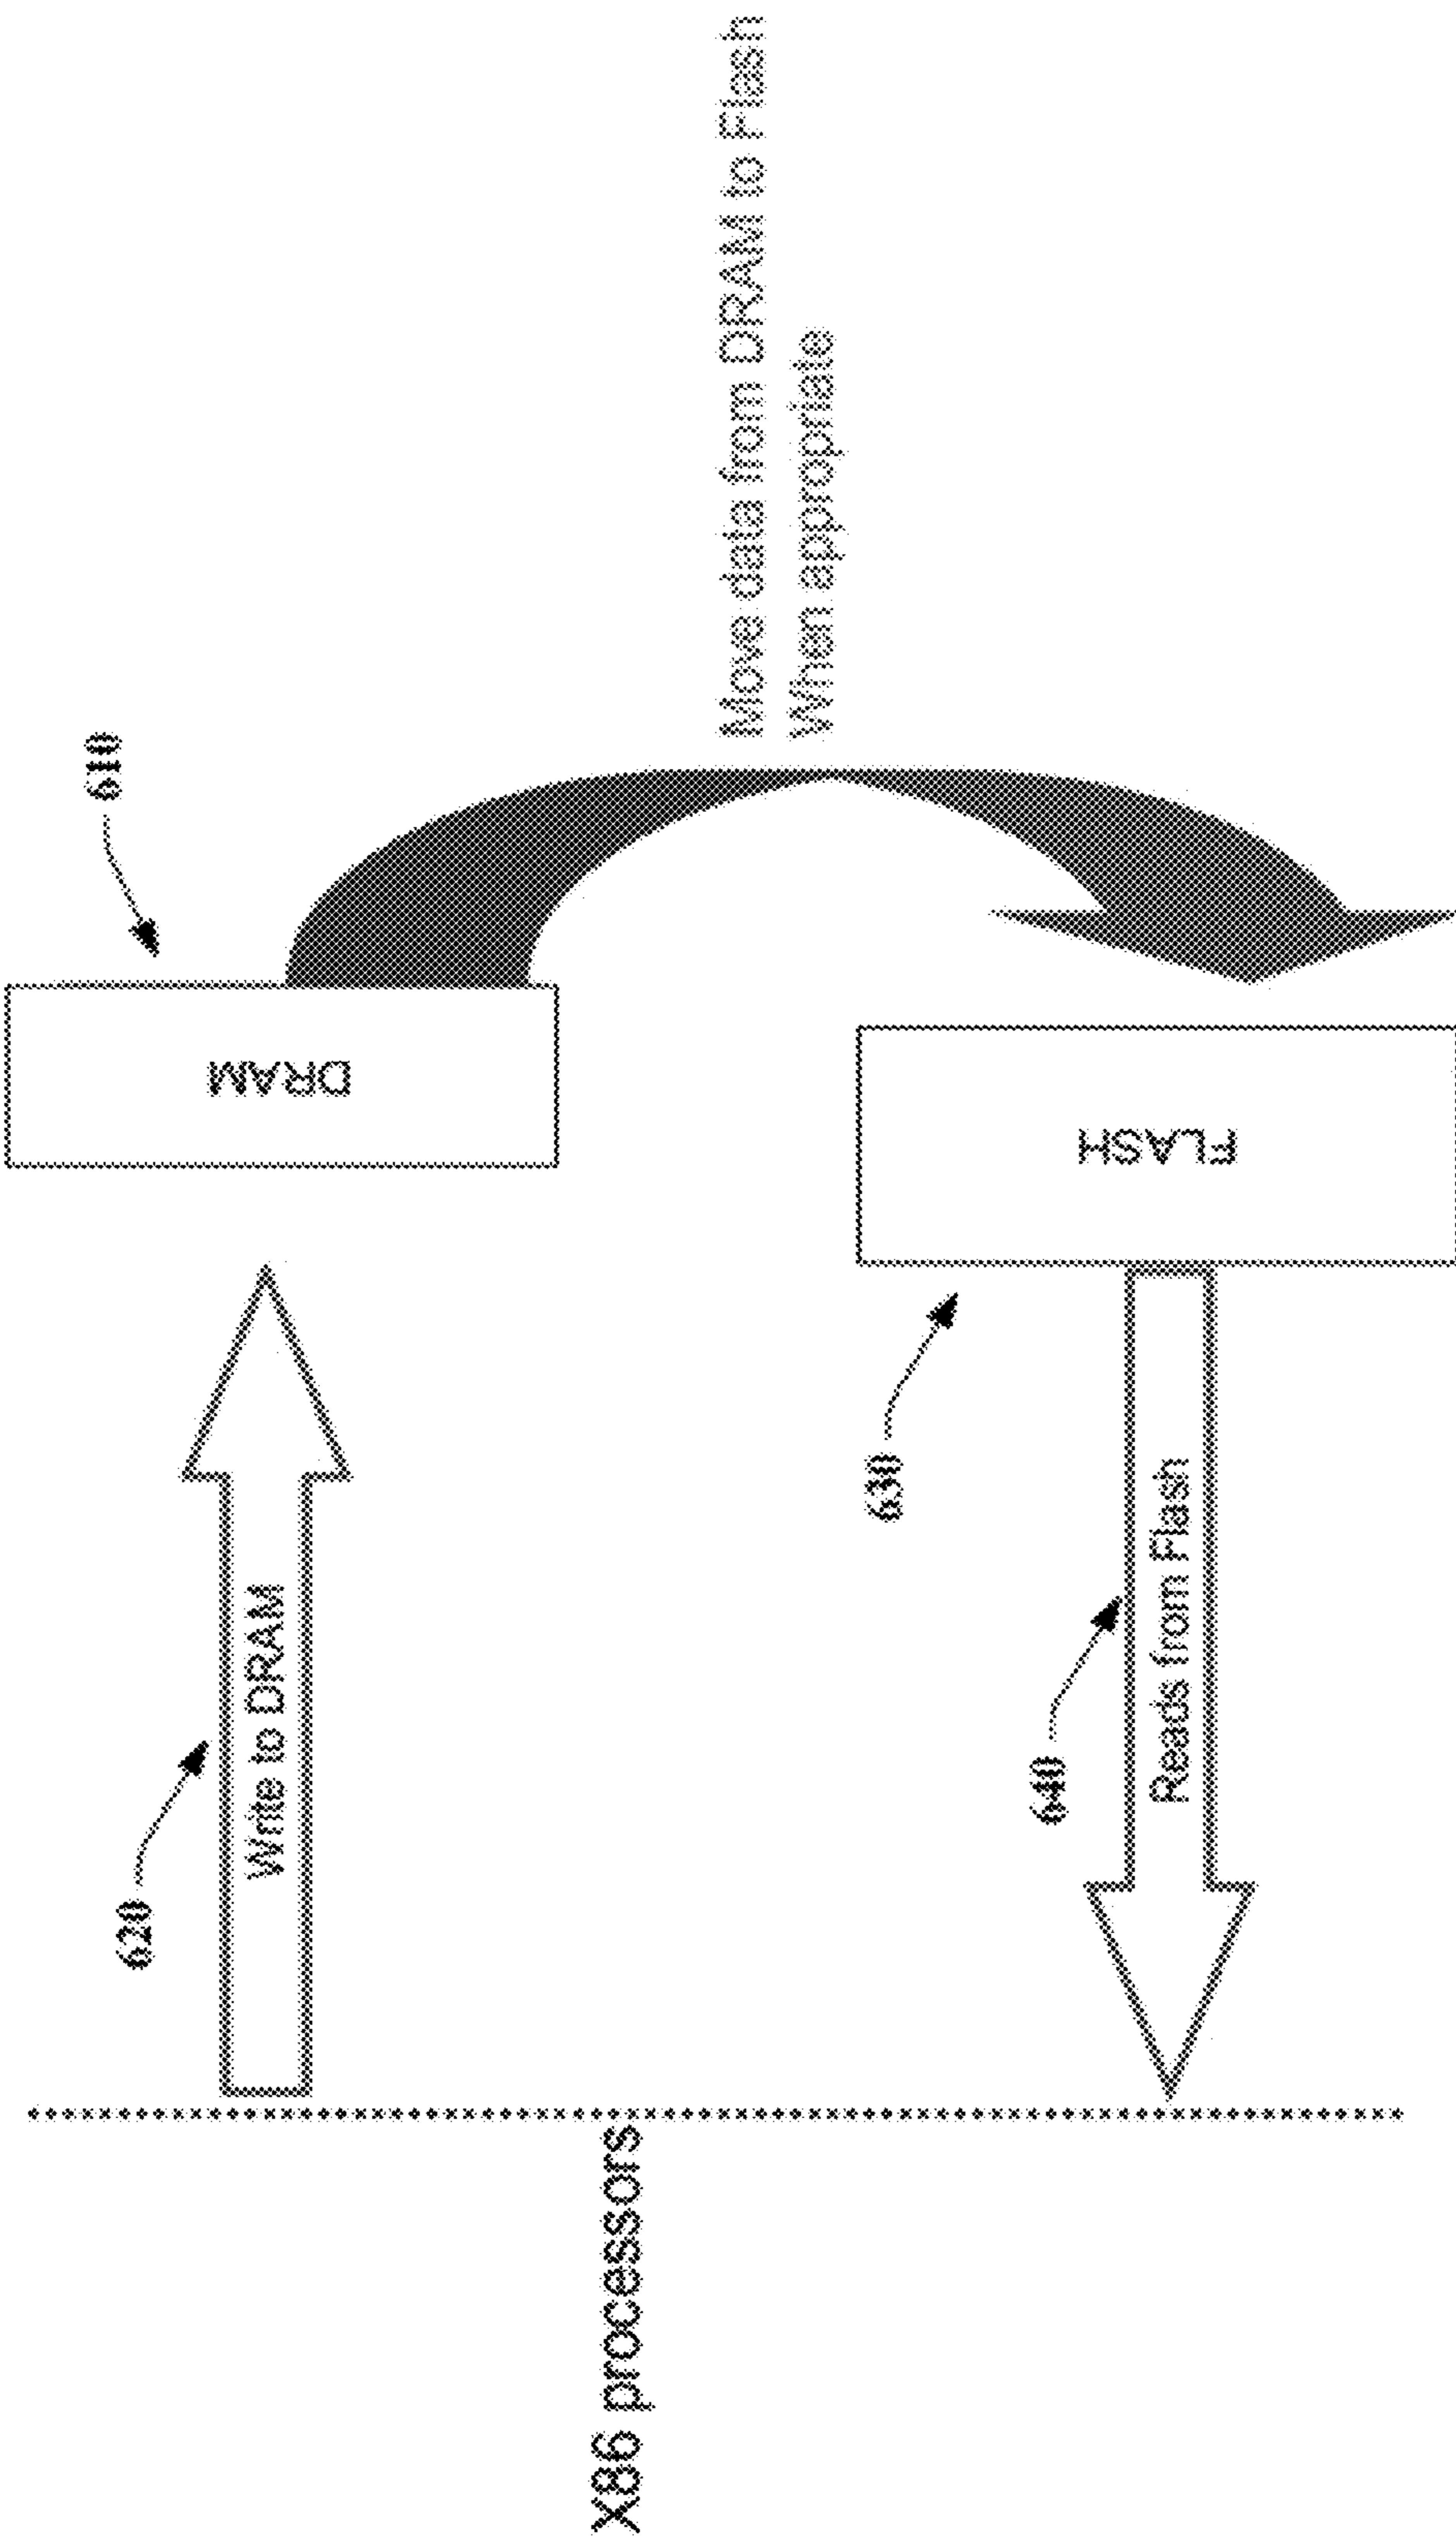 X86 processors
620
Write to DRAM
610
DRAM
Move data from DRAM to Flash
When appropriate
630
FLASH
640
Reads from Flash